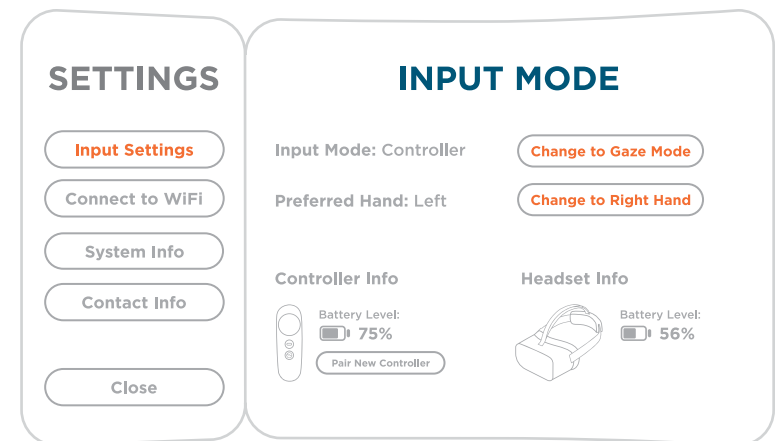 SETTINGS
Input Settings
Connect to WiFi
System Info
Contact Info
Close
INPUT MODE
Input Mode: Controller
Change to Gaze Mode
Preferred Hand: Left
Change to Right Hand
Controller Info
Battery Level:
75%
Pair New Controller
Headset Info
Battery Level:
56%